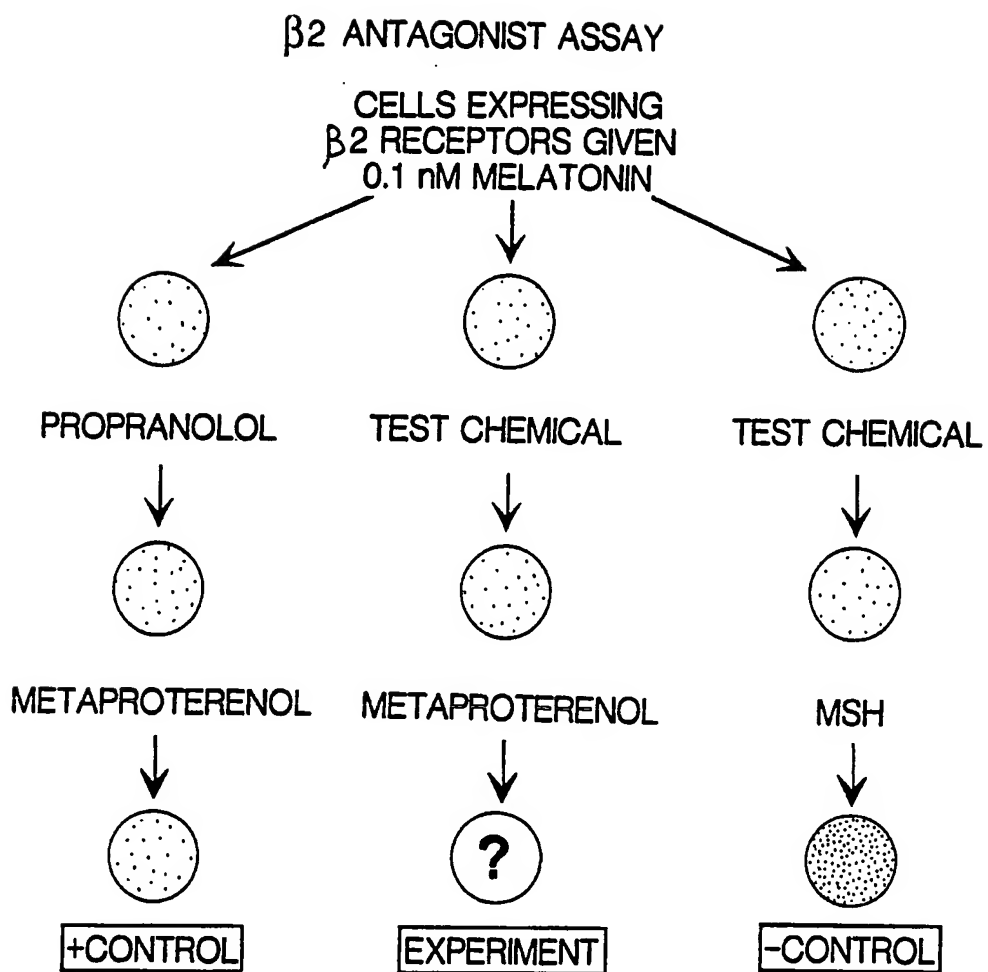 β2 ANTAGONIST ASSAY
CELLS EXPRESSING
β2 RECEPTORS GIVEN
0.1 nM MELATONIN
PROPRANOLOL
TEST CHEMICAL
TEST CHEMICAL
METAPROTERENOL
METAPROTERENOL
MSH
?
+CONTROL
EXPERIMENT
-CONTROL